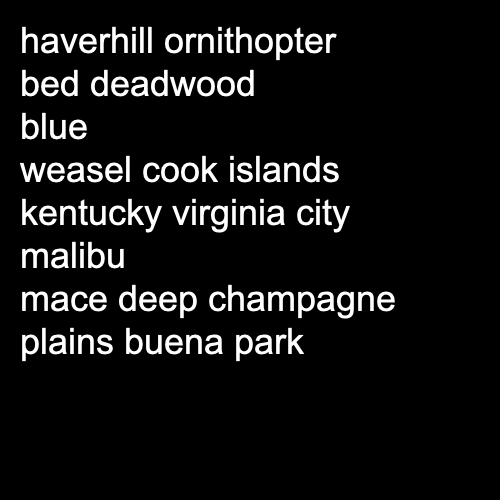 haverhill ornithopter
bed deadwood
blue
weasel cook islands
kentucky virginia city
malibu
mace deep champagne
plains buena park